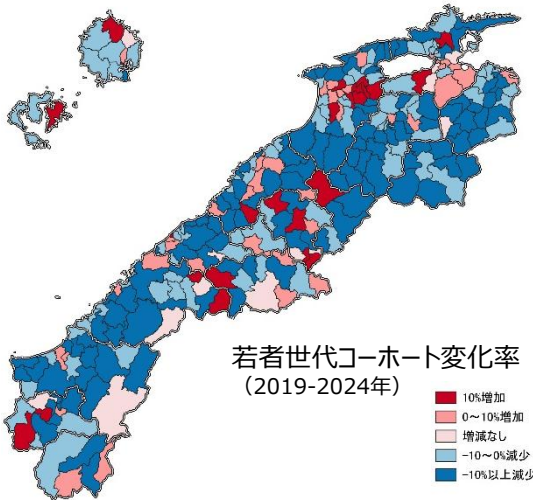 若者世代コーホート変化率
（2019-2024年）
10%増加
0～10%増加
増減なし
-10～0%減少
-10%以上減少